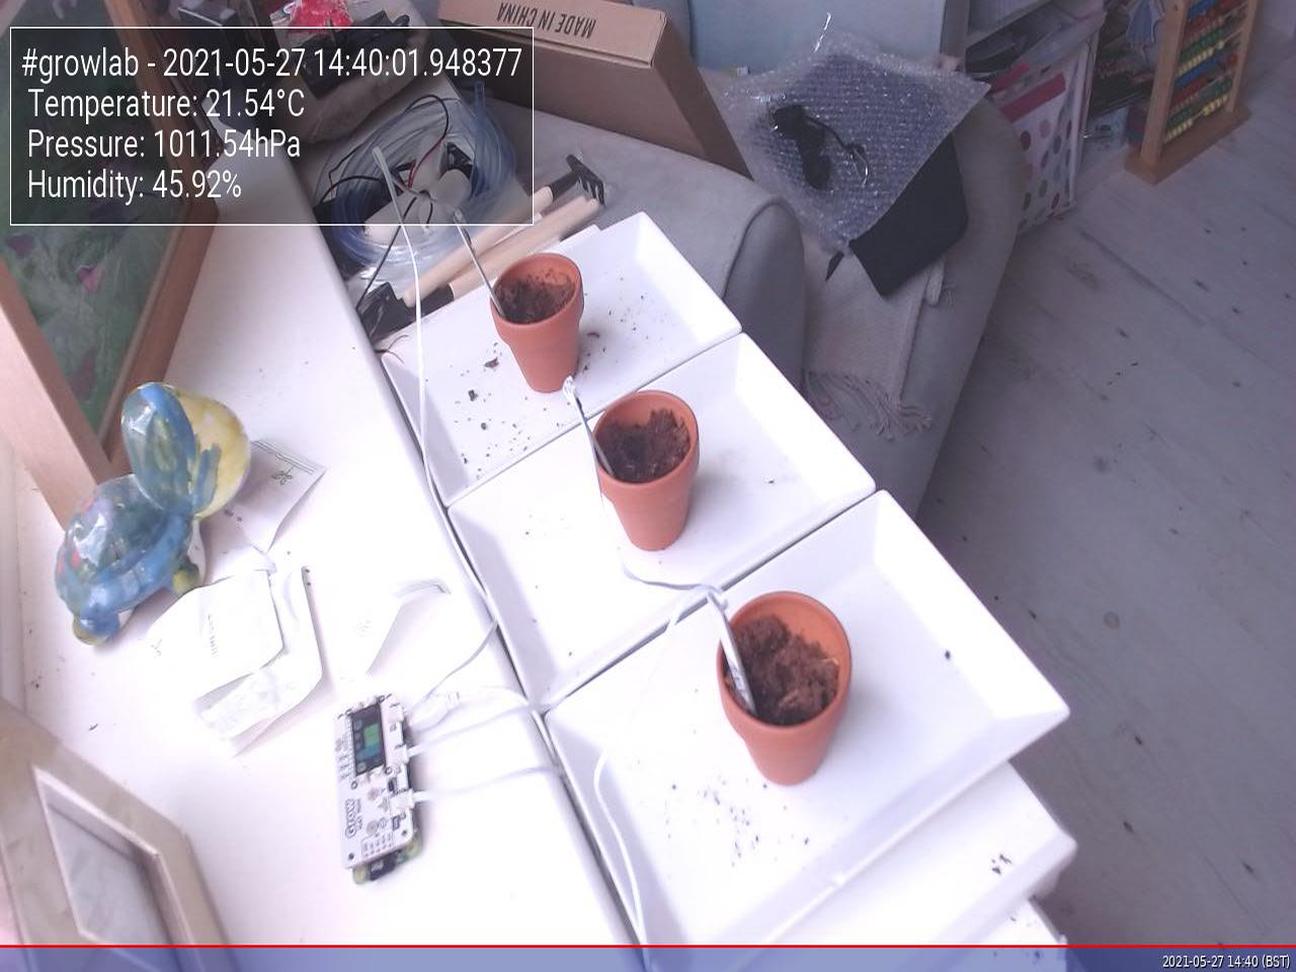 MADE IN CHINA
#growlab - 2021-05-27 14:40:01.948377
Temperature: 21.54°C
Pressure: 1011.54hPa
Humidity: 45.92%
Grow
2021-05-27 14:40 (BST)